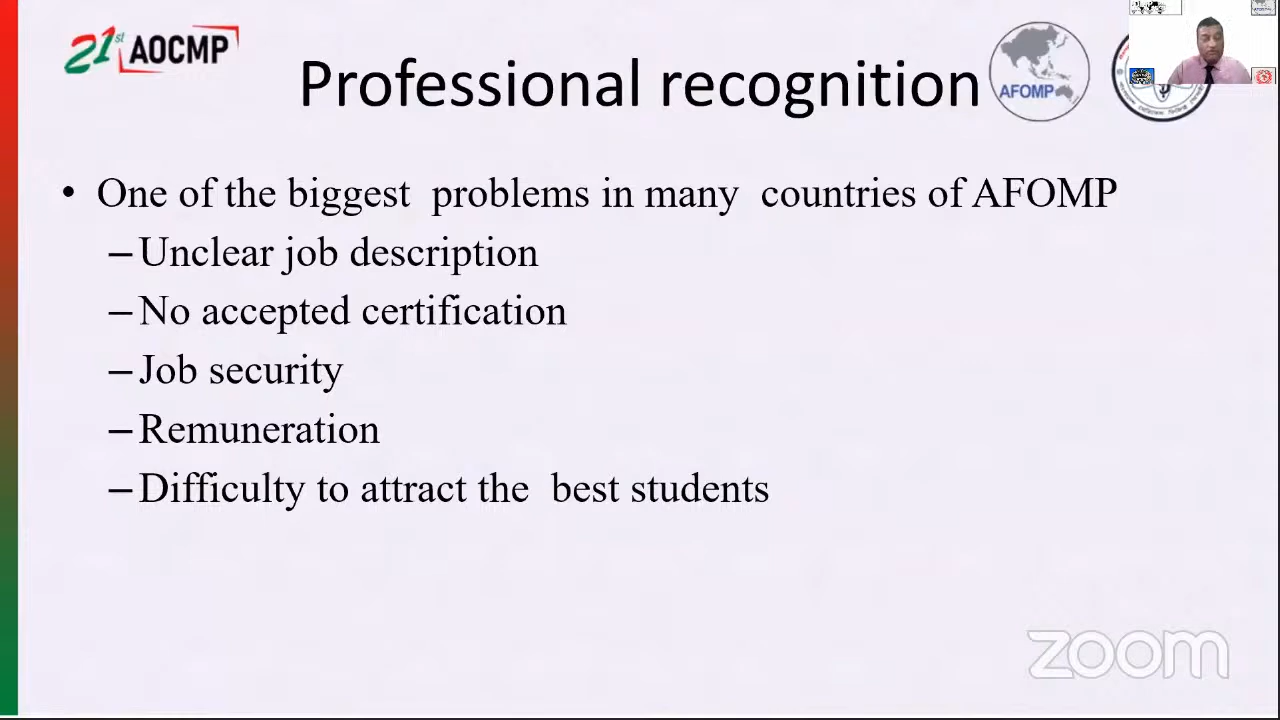 21st AOCMP
Professional recognition
AFOMP
• One of the biggest problems in many countries of AFOMP
– Unclear job description
– No accepted certification
– Job security
– Remuneration
– Difficulty to attract the best students
zoom